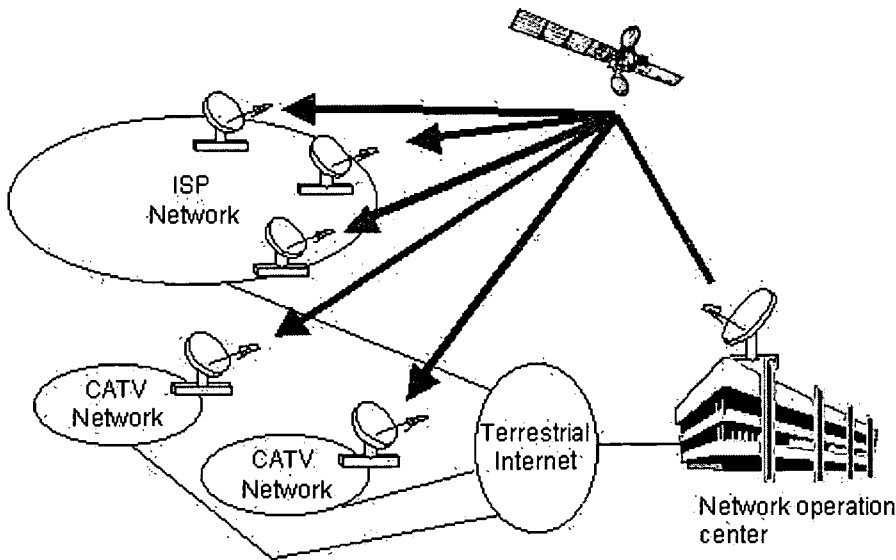 ISP
Network
CATV
Network
CATV
Network
Terrestrial
Internet
Network operation
center